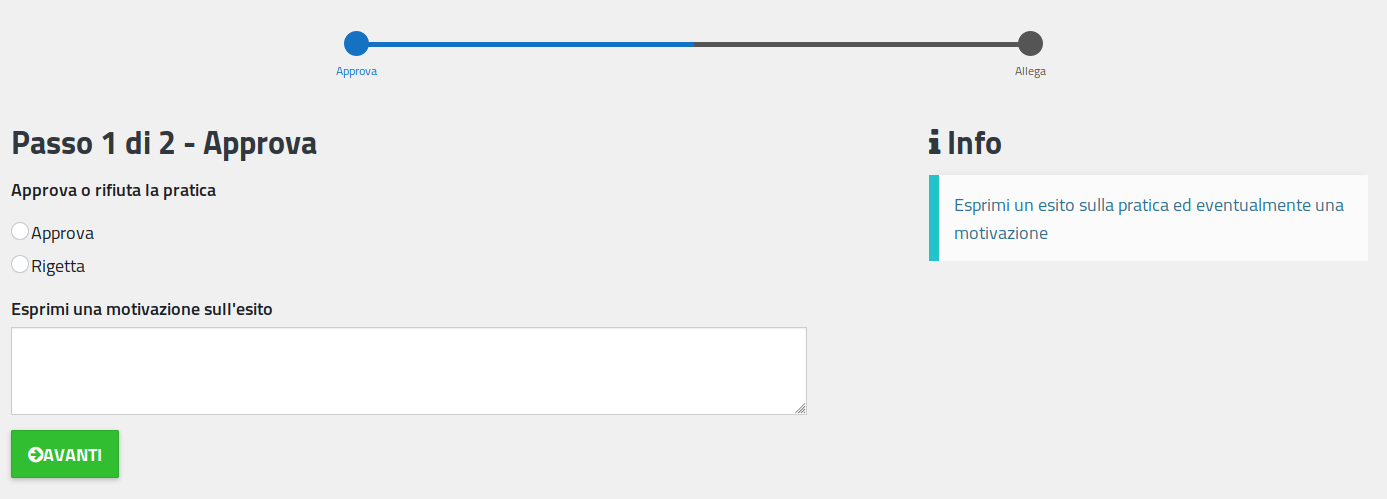 Approva
Allega
Passo 1 di 2 - Approva
Approva o rifiuta la pratica
Approva
Rigetta
Esprimi una motivazione sull'esito
AVANTI
Info
Esprimi un esito sulla pratica ed eventualmente una
motivazione